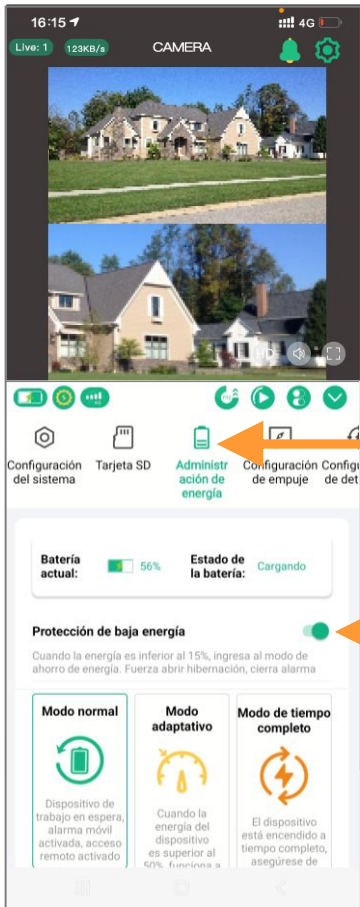 16:15 4G
Live: 1 123KB/s CAMERA
HD
Configuración del sistema
Tarjeta SD
Administr
ación de
energía
Configuración
de empuje
Configu
de det
Batería
actual: 56% Estado de
la batería: Cargando
Protección de baja energía
Cuando la energía es inferior al 15%, ingresa al modo de
ahorro de energía. Fuerza abrir hibernación, cierra alarma
Modo normal
Dispositivo de
trabajo en espera,
alarma móvil
activada, acceso
remoto activado
Modo
adaptativo
Cuando la
energía del
dispositivo
es superior al
50%, funciona a
Modo de tiempo
completo
El dispositivo
está encendido a
tiempo completo,
asegúrese de